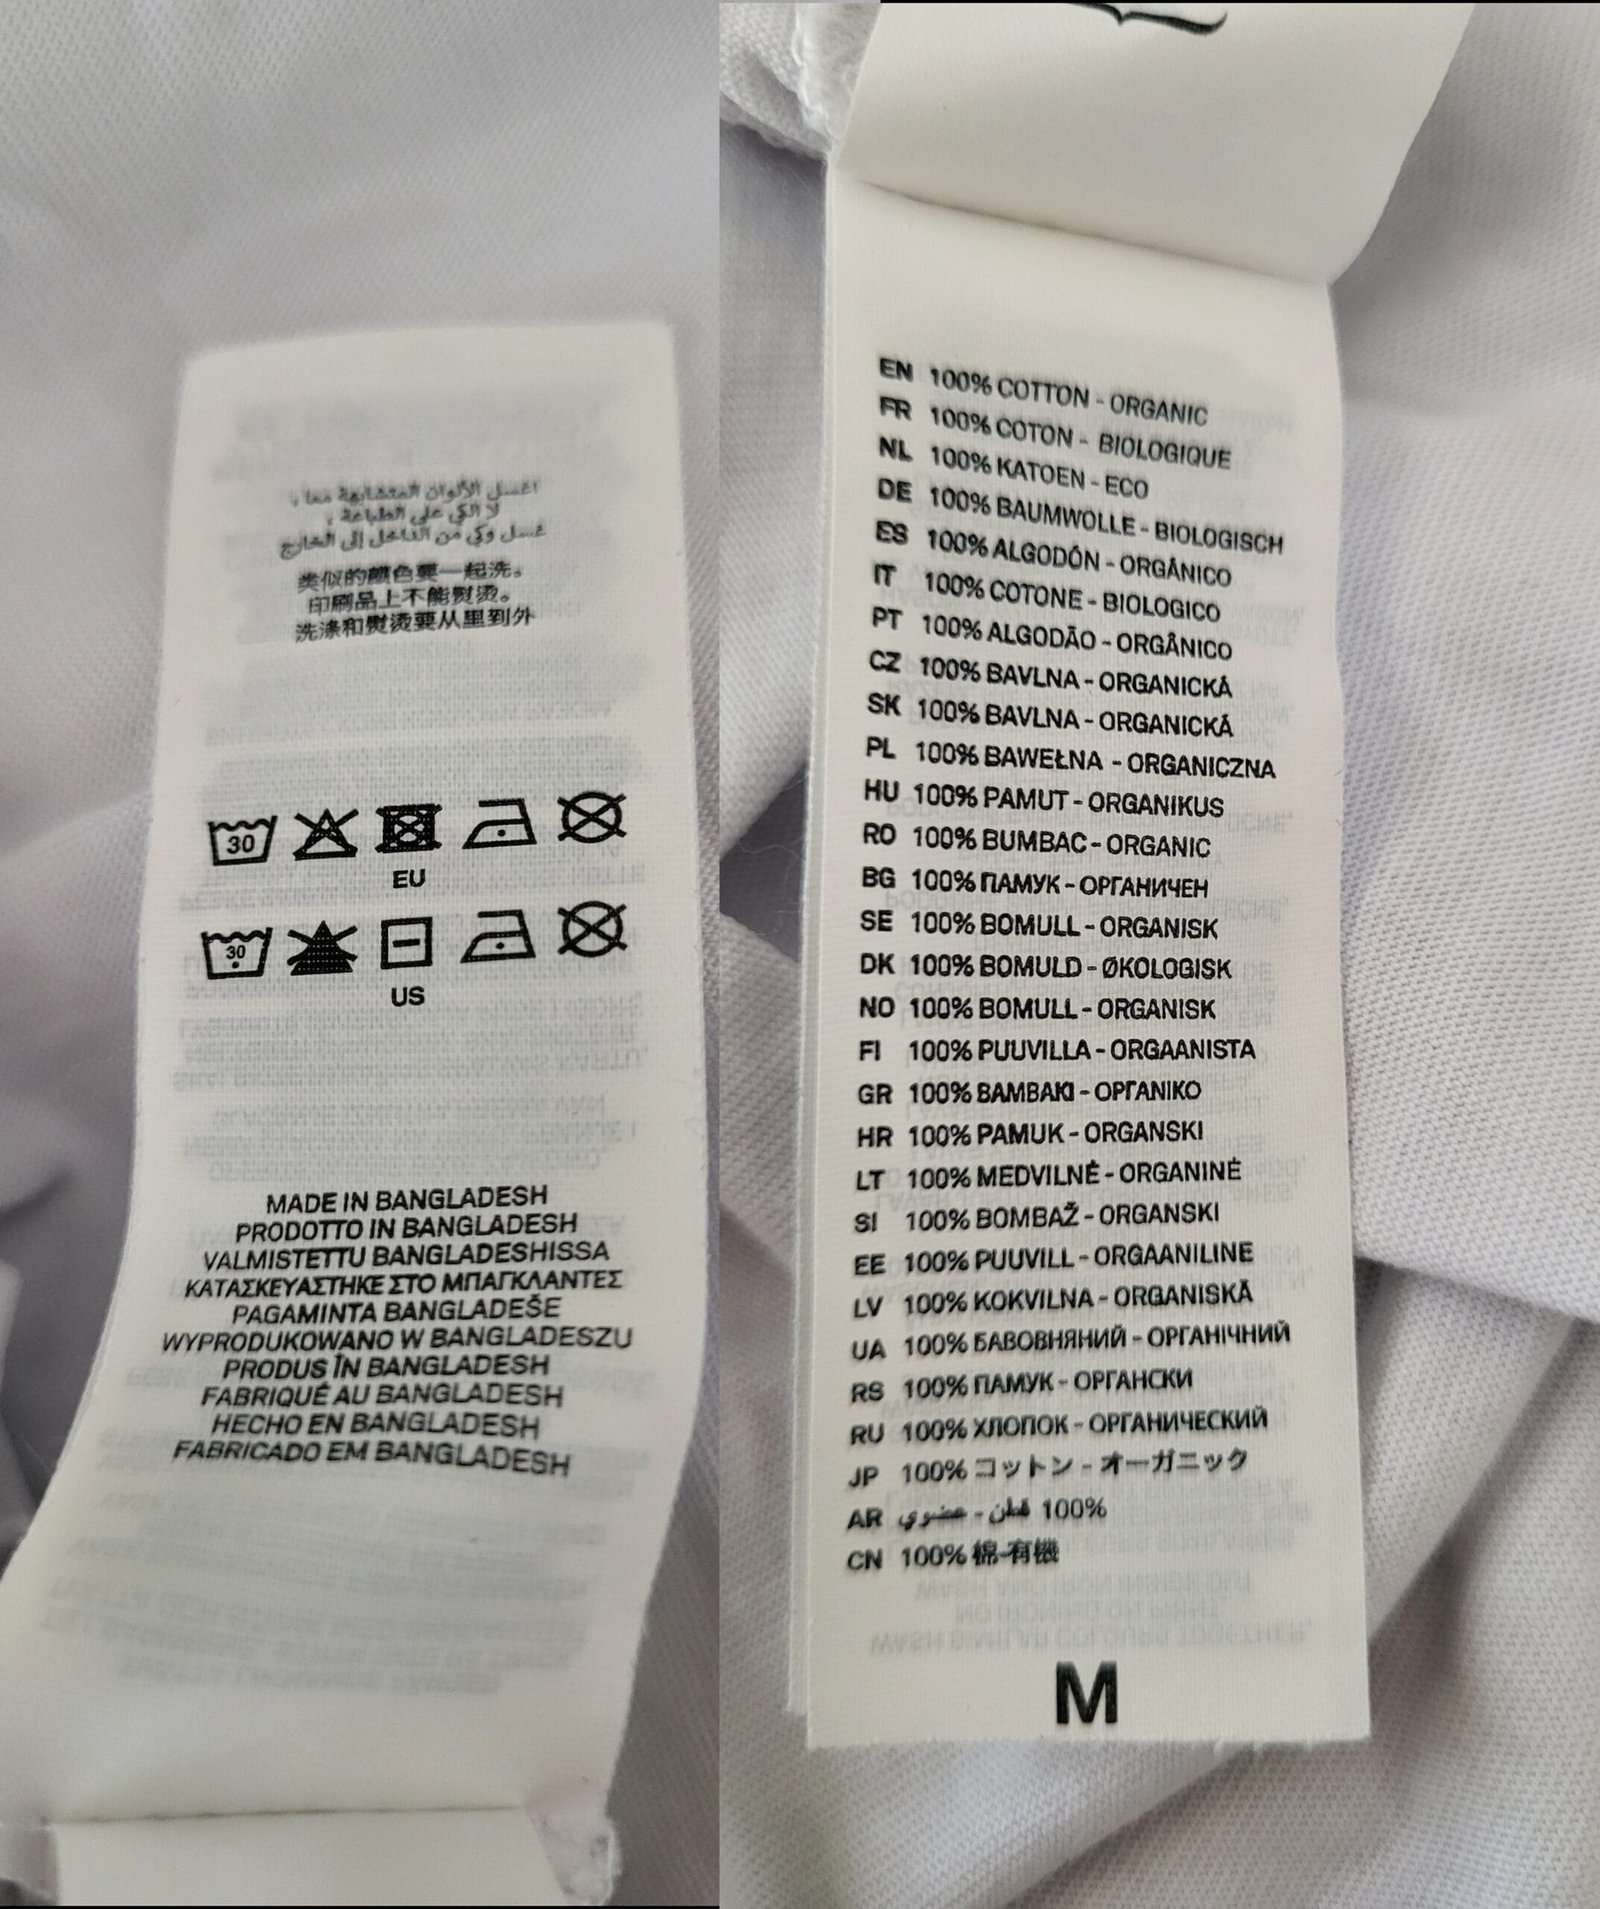 اغسل الألوان المتشابهة معا ،
لا الكي على الطباعة ،
غسل وكي من الداخل إلى الخارج
类似的颜色要一起洗。
印刷品上不能熨烫。
洗涤和熨烫要从里到外
30
EU
30
US
MADE IN BANGLADESH
PRODOTTO IN BANGLADESH
VALMISTETTU BANGLADESHISSA
ΚΑΤΑΣΚΕΥΑΣΤΗΚΕ ΣΤΟ ΜΠΑΓΚΛΑΝΤΕΣ
PAGAMINTA BANGLADEŠE
WYPRODUKOWANO W BANGLADESZU
PRODUS ÎN BANGLADESH
FABRIQUÉ AU BANGLADESH
HECHO EN BANGLADESH
FABRICADO EM BANGLADESH
EN 100% COTTON - ORGANIC
FR 100% COTON - BIOLOGIQUE
NL 100% KATOEN - ECO
DE 100% BAUMWOLLE - BIOLOGISCH
ES 100% ALGODÓN - ORGÁNICO
IT 100% COTONE - BIOLOGICO
PT 100% ALGODÃO - ORGÂNICO
CZ 100% BAVLNA - ORGANICKÁ
SK 100% BAVLNA - ORGANICKÁ
PL 100% BAWEŁNA - ORGANICZNA
HU 100% PAMUT - ORGANIKUS
RO 100% BUMBAC - ORGANIC
BG 100% ПАМУК - ОРГАНИЧЕН
SE 100% BOMULL - ORGANISK
DK 100% BOMULD - ØKOLOGISK
NO 100% BOMULL - ORGANISK
FI 100% PUUVILLA - ORGAANISTA
GR 100% ΒΑΜΒΑΚΙ - ΟΡΓΑΝΙΚΟ
HR 100% PAMUK - ORGANSKI
LT 100% MEDVILNĖ - ORGANINĖ
SI 100% BOMBAŽ - ORGANSKI
EE 100% PUUVILL - ORGAANILINE
LV 100% KOKVILNA - ORGANISKĀ
UA 100% БАВОВНЯНИЙ - ОРГАНІЧНИЙ
RS 100% ПАМУК - ОРГАНСКИ
RU 100% ХЛОПОК - ОРГАНИЧЕСКИЙ
JP 100% コットン - オーガニック
AR 100% قطن - عضوي
CN 100% 棉-有機
M